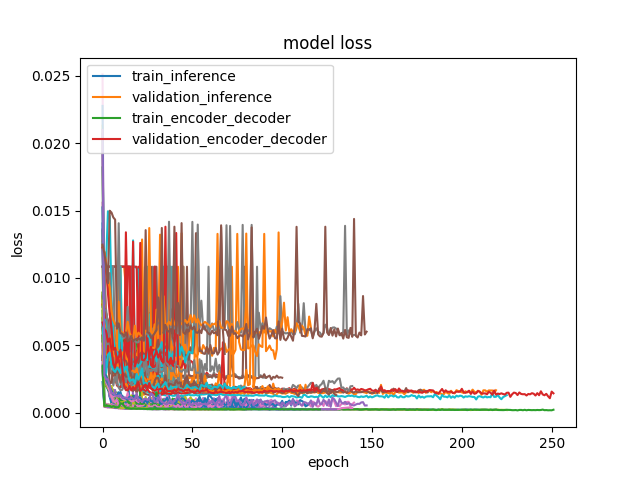 model loss
train_inference
validation_inference
train_encoder_decoder
validation_encoder_decoder
0.025
0.020
0.015
0.010
0.005
0.000
loss
0 50 100 150 200 250
epoch